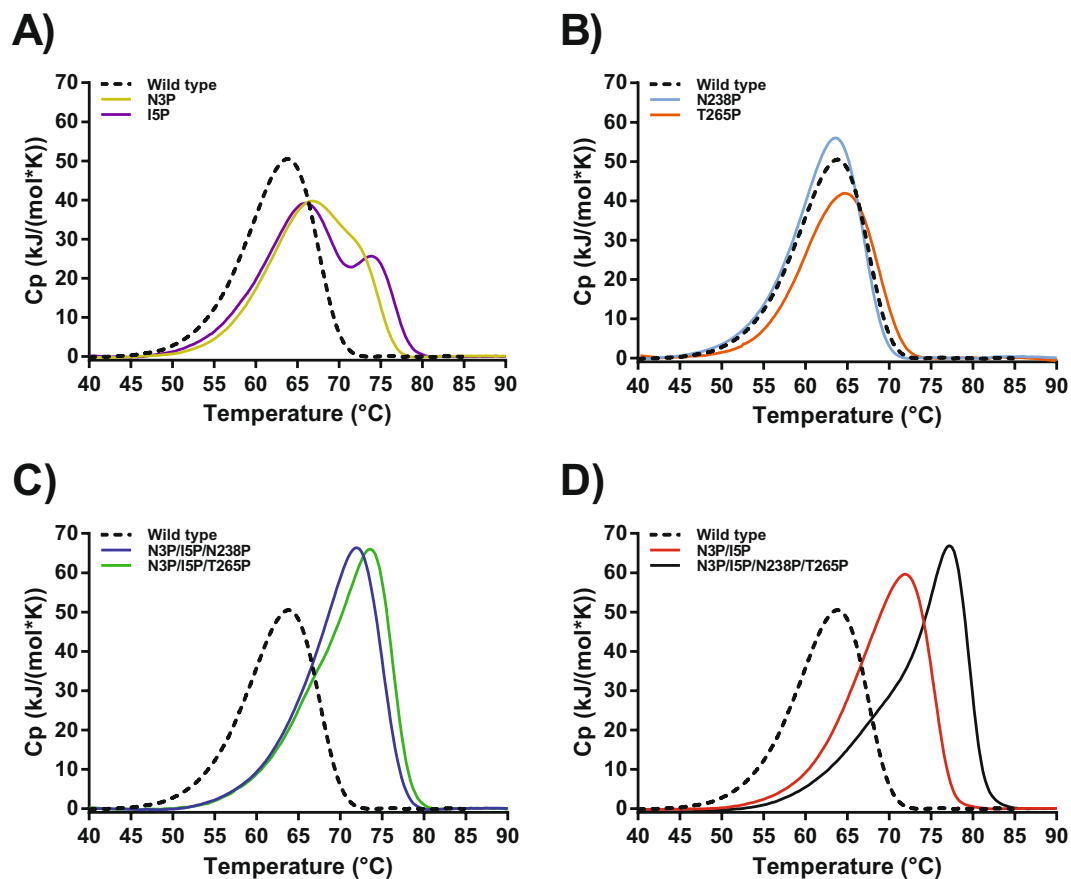 A)
Wild type
N3P
I5P
70
60
50
40
30
20
10
0
Cp (kJ/(mol*K))
40 45 50 55 60 65 70 75 80 85 90
Temperature (°C)
B)
Wild type
N238P
T265P
70
60
50
40
30
20
10
0
Cp (kJ/(mol*K))
40 45 50 55 60 65 70 75 80 85 90
Temperature (°C)
C)
Wild type
N3P/I5P/N238P
N3P/I5P/T265P
70
60
50
40
30
20
10
0
Cp (kJ/(mol*K))
40 45 50 55 60 65 70 75 80 85 90
Temperature (°C)
D)
Wild type
N3P/I5P
N3P/I5P/N238P/T265P
70
60
50
40
30
20
10
0
Cp (kJ/(mol*K))
40 45 50 55 60 65 70 75 80 85 90
Temperature (°C)